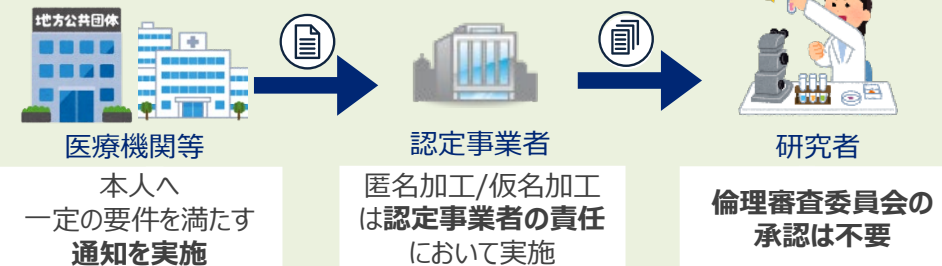 地方公共団体
医療機関等
認定事業者
研究者
本人へ
一定の要件を満たす
通知を実施
匿名加工/仮名加工
は認定事業者の責任
において実施
倫理審査委員会の
承認は不要